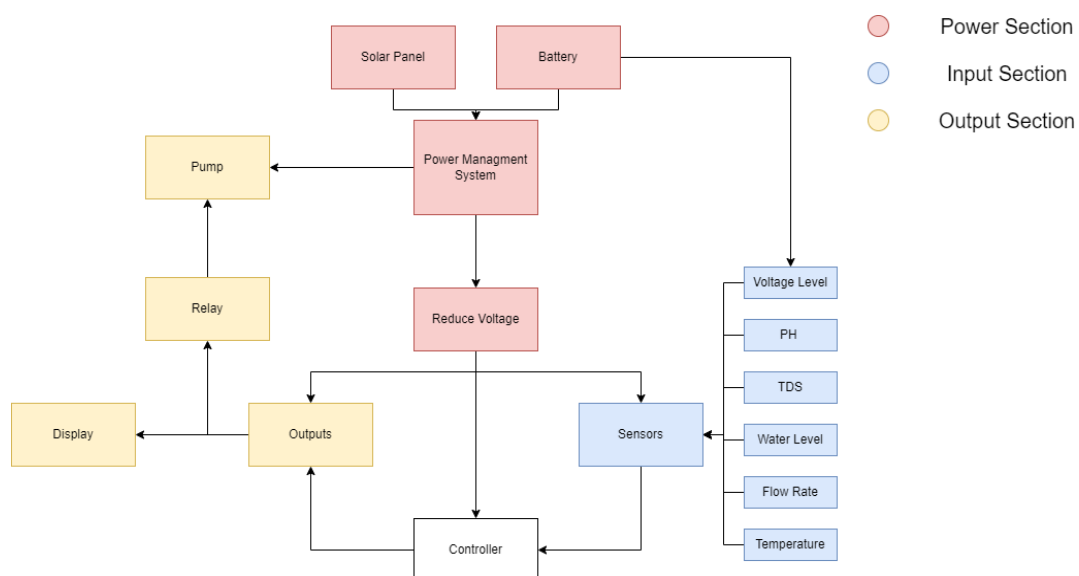 Solar Panel
Battery
Power Section
Input Section
Output Section
Pump
Power Managment
System
Voltage Level
Relay
Reduce Voltage
PH
TDS
Display
Outputs
Sensors
Water Level
Flow Rate
Controller
Temperature